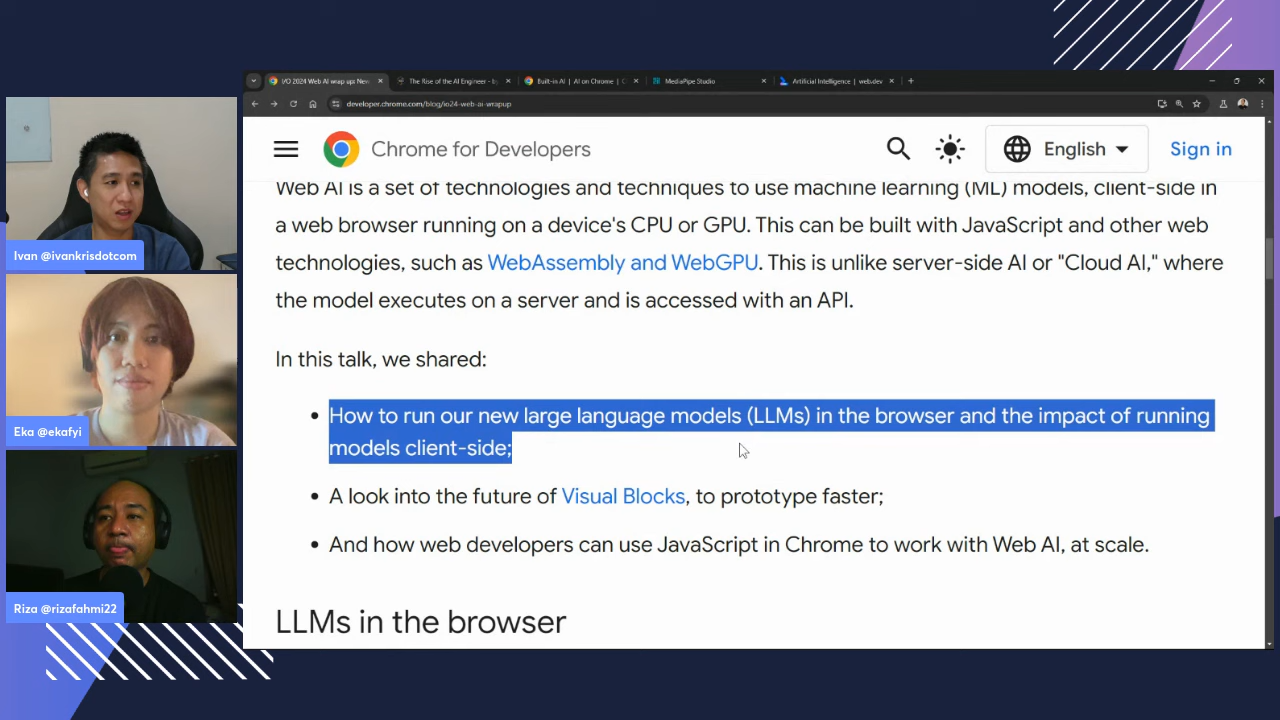 I/O 2024 Web AI wrap up: New
The Rise of the AI Engineer - b
Built-in AI | AI on Chrome | C
MediaPipe Studio
Artificial Intelligence | web.dev
developer.chrome.com/blog/io24-web-ai-wrapup
Chrome for Developers
English
Sign in
Web AI is a set of technologies and techniques to use machine learning (ML) models, client-side in
a web browser running on a device's CPU or GPU. This can be built with JavaScript and other web
technologies, such as WebAssembly and WebGPU. This is unlike server-side AI or "Cloud AI," where
the model executes on a server and is accessed with an API.
In this talk, we shared:
• How to run our new large language models (LLMs) in the browser and the impact of running
models client-side;
• A look into the future of Visual Blocks, to prototype faster;
• And how web developers can use JavaScript in Chrome to work with Web AI, at scale.
LLMs in the browser
Ivan @ivankrisdotcom
Eka @ekafyi
Riza @rizafahmi22